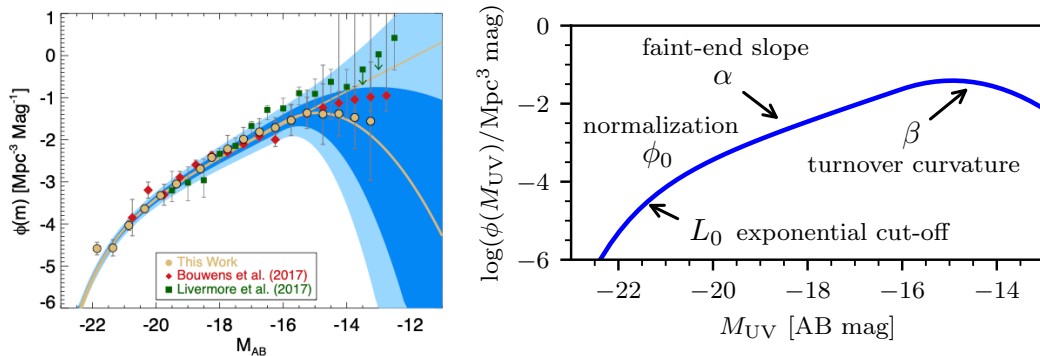 1
0
-1
-2
-3
-4
-5
-6
ϕ(m) [Mpc⁻³ Mag⁻¹]
This Work
Bouwens et al. (2017)
Livermore et al. (2017)
-22
-20
-18
-16
-14
-12
M_AB
0
−2
−4
−6
log(ϕ(M_UV)/Mpc³ mag)
faint-end slope
α
normalization
ϕ₀
β
turnover curvature
L₀ exponential cut-off
−22
−20
−18
−16
−14
M_UV [AB mag]